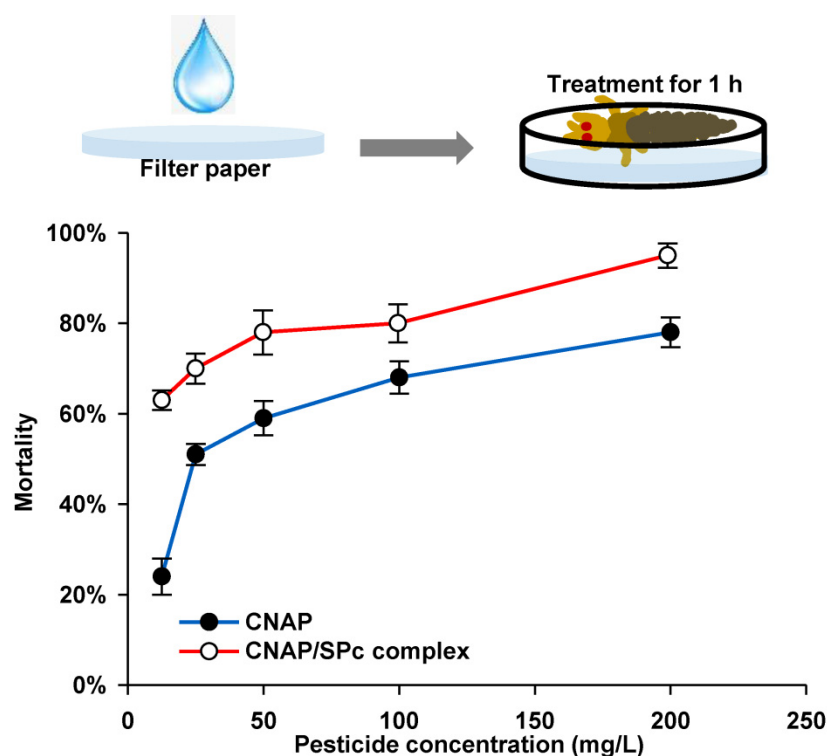 Treatment for 1 h
Filter paper
100%
80%
60%
40%
20%
0%
Mortality
CNAP
CNAP/SPc complex
0 50 100 150 200 250
Pesticide concentration (mg/L)